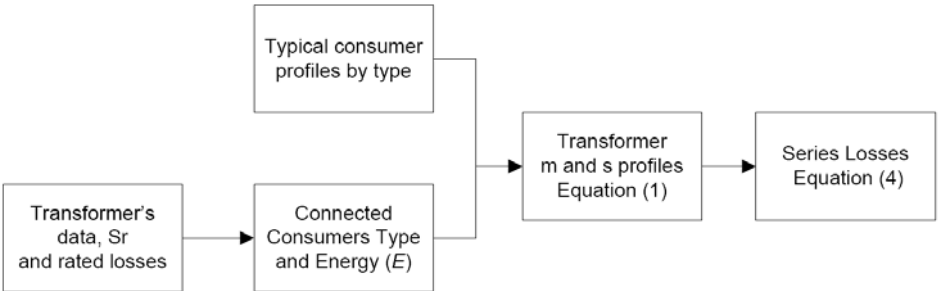 Typical consumer
profiles by type
Transformer's
data, Sr
and rated losses
Connected
Consumers Type
and Energy (E)
Transformer
m and s profiles
Equation (1)
Series Losses
Equation (4)